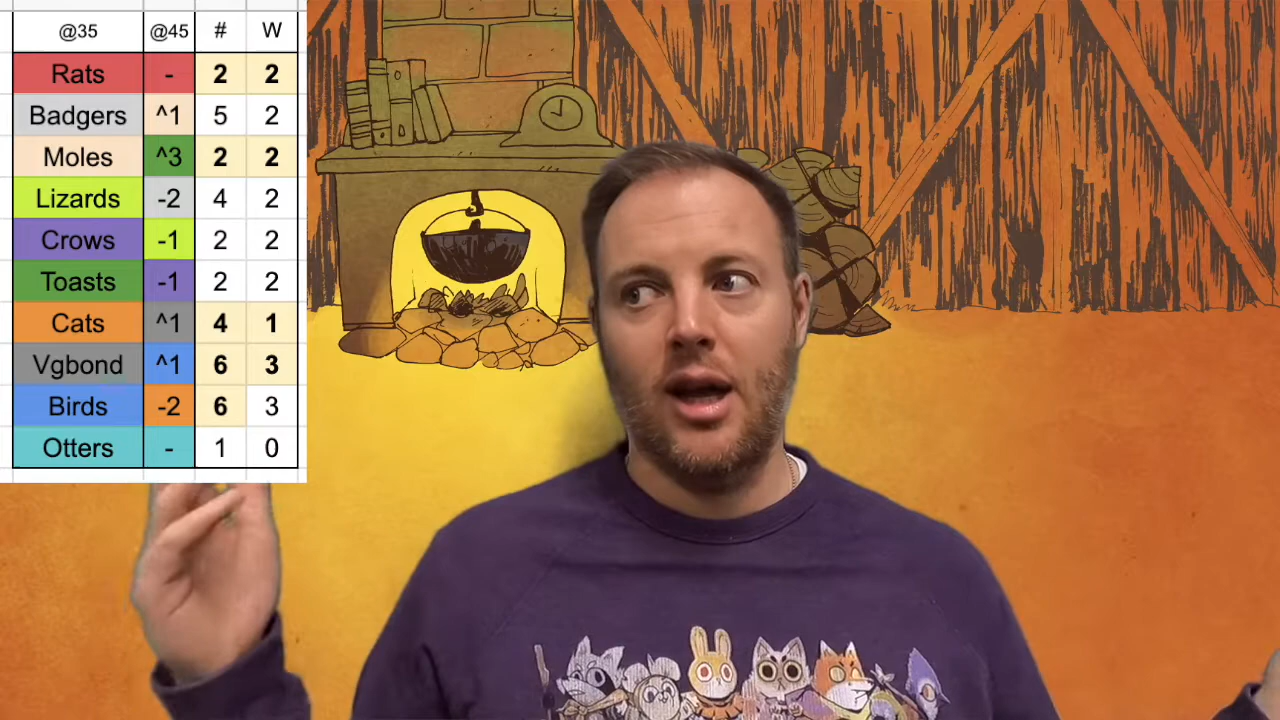 @35 @45 # W
Rats - 2 2
Badgers ^1 5 2
Moles ^3 2 2
Lizards -2 4 2
Crows -1 2 2
Toasts -1 2 2
Cats ^1 4 1
Vgbond ^1 6 3
Birds -2 6 3
Otters - 1 0